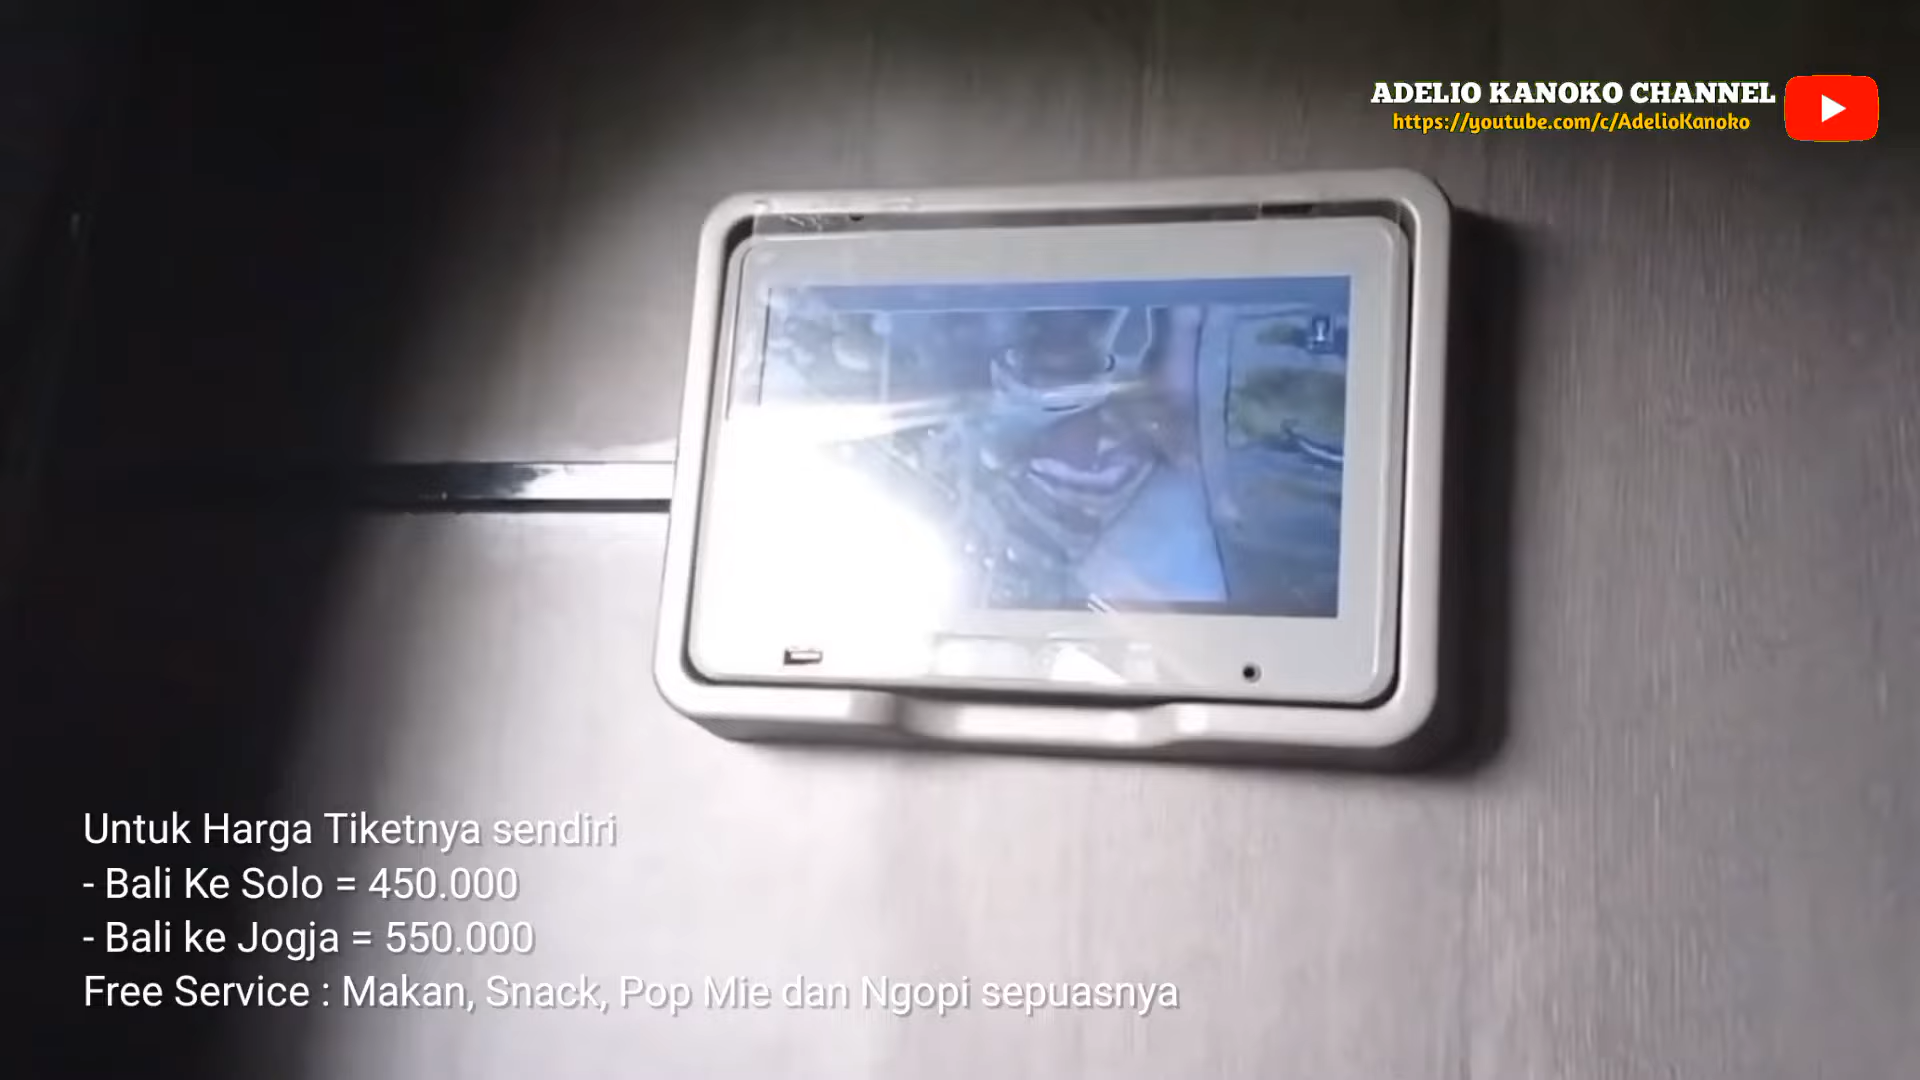 ADELIO KANOKO CHANNEL
https://youtube.com/c/AdelioKanoko
Untuk Harga Tiketnya sendiri
- Bali Ke Solo = 450.000
- Bali ke Jogja = 550.000
Free Service : Makan, Snack, Pop Mie dan Ngopi sepuasnya